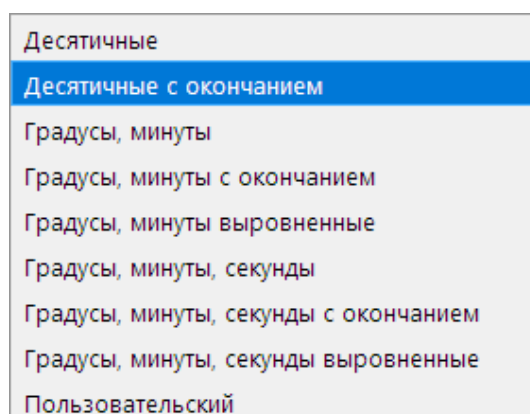 Десятичные
Десятичные с окончанием
Градусы, минуты
Градусы, минуты с окончанием
Градусы, минуты выровненные
Градусы, минуты, секунды
Градусы, минуты, секунды с окончанием
Градусы, минуты, секунды выровненные
Пользовательский